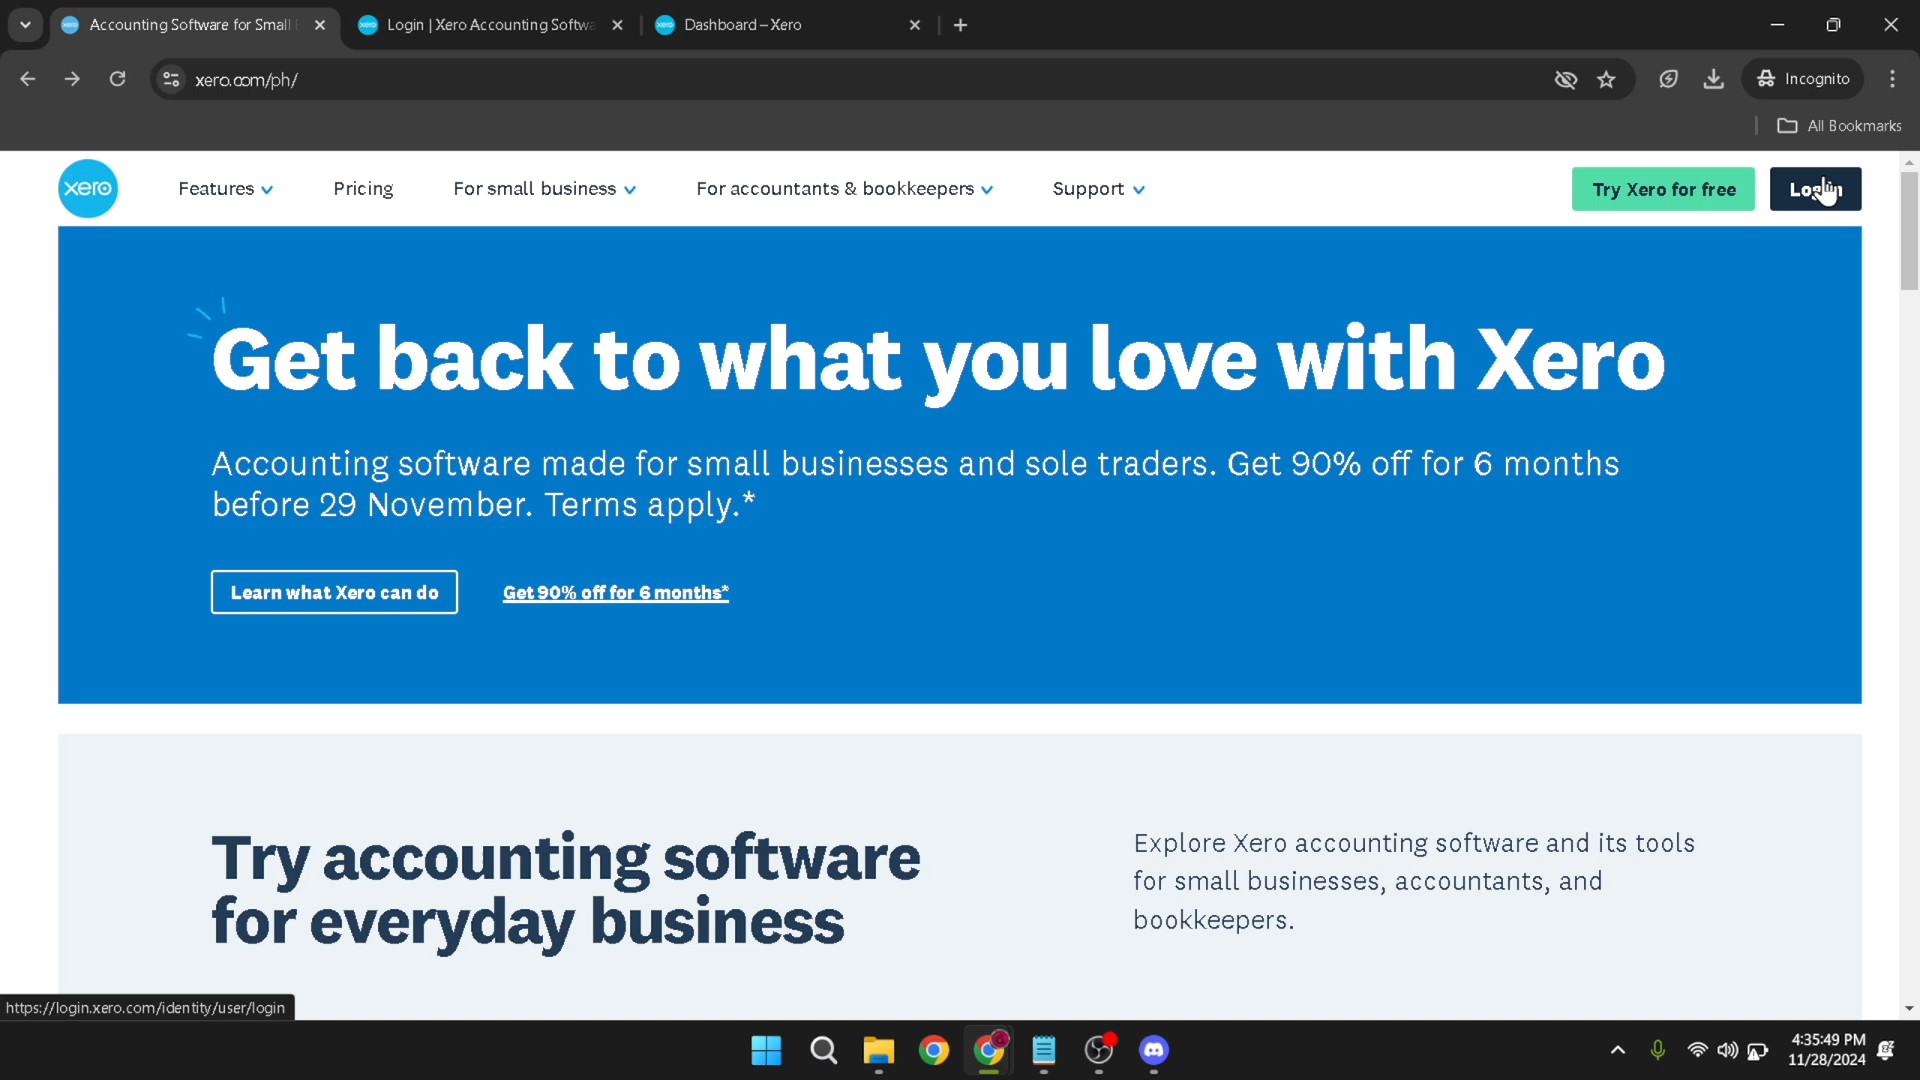 Accounting Software for Small
Login | Xero Accounting Softwa
Dashboard – Xero
xero.com/ph/
Incognito
All Bookmarks
xero
Features
Pricing
For small business
For accountants & bookkeepers
Support
Try Xero for free
Login
Get back to what you love with Xero
Accounting software made for small businesses and sole traders. Get 90% off for 6 months
before 29 November. Terms apply.*
Learn what Xero can do
Get 90% off for 6 months*
Try accounting software
for everyday business
Explore Xero accounting software and its tools
for small businesses, accountants, and
bookkeepers.
https://login.xero.com/identity/user/login
4:35:49 PM
11/28/2024